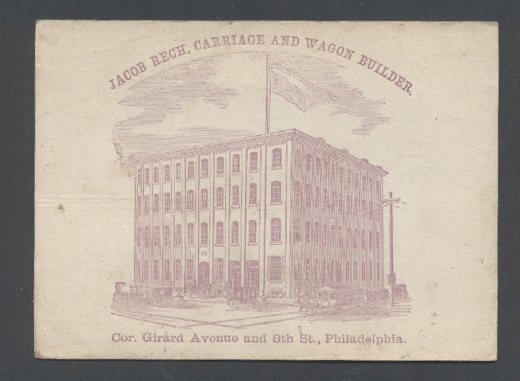 JACOB RECH, CARRIAGE AND WAGON BUILDER,
Cor. Girard Avenue and 8th St., Philadelphia.